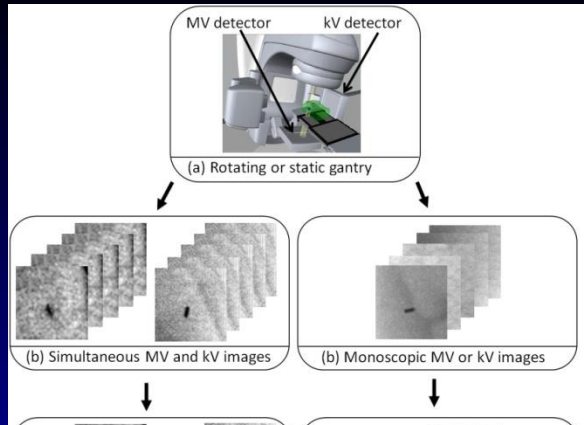 MV detector
kV detector
(a) Rotating or static gantry
(b) Simultaneous MV and kV images
(b) Monoscopic MV or kV images